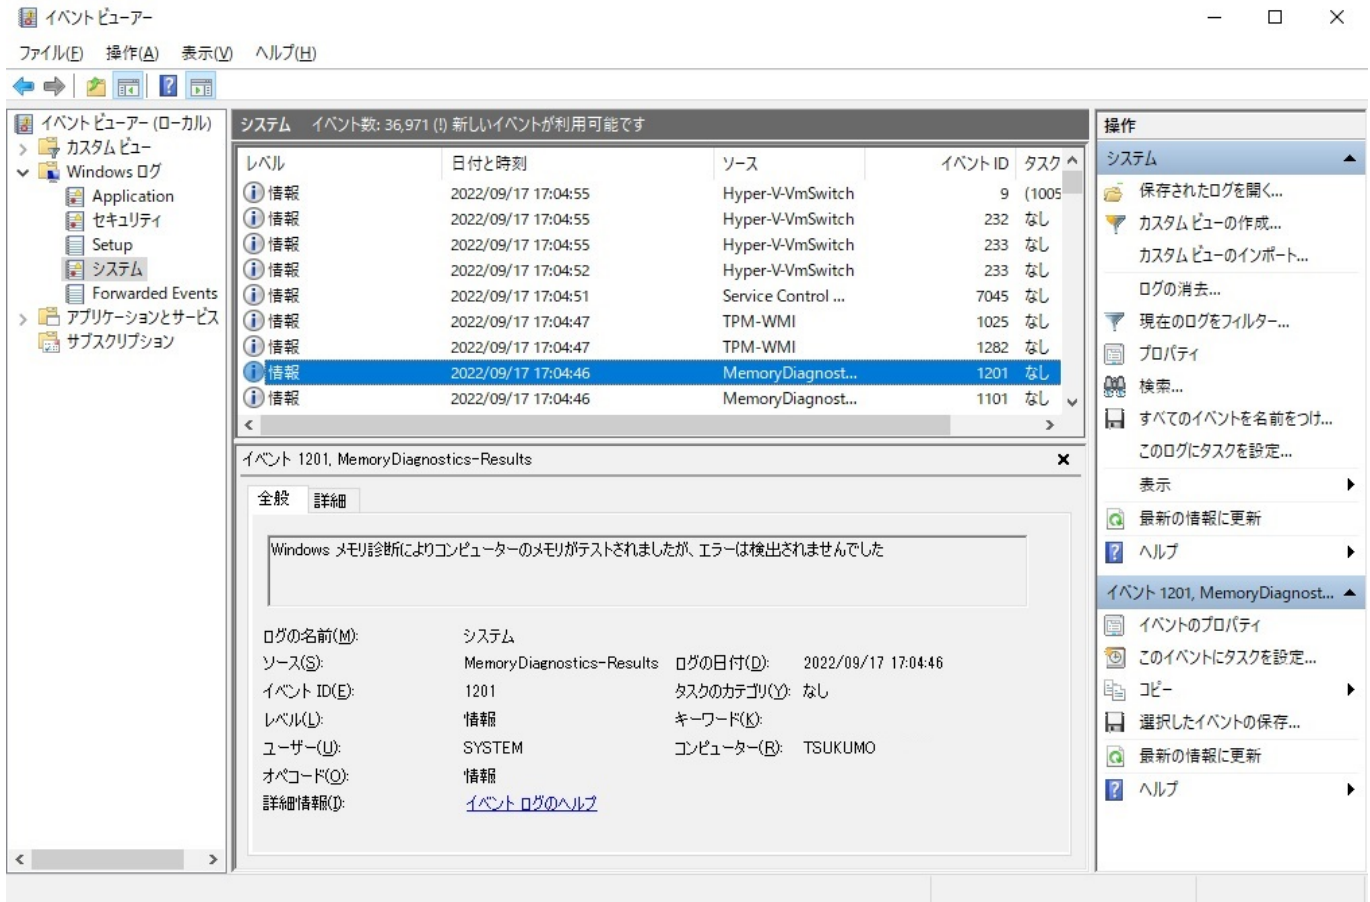 イベント ビューアー
ファイル(F) 操作(A) 表示(V) ヘルプ(H)
イベント ビューアー (ローカル)
カスタム ビュー
Windows ログ
Application
セキュリティ
Setup
システム
Forwarded Events
アプリケーションとサービス
サブスクリプション
システム イベント数: 36,971 (!) 新しいイベントが利用可能です
レベル 日付と時刻 ソース イベント ID タスク
情報 2022/09/17 17:04:55 Hyper-V-VmSwitch 9 (1005
情報 2022/09/17 17:04:55 Hyper-V-VmSwitch 232 なし
情報 2022/09/17 17:04:55 Hyper-V-VmSwitch 233 なし
情報 2022/09/17 17:04:52 Hyper-V-VmSwitch 233 なし
情報 2022/09/17 17:04:51 Service Control ... 7045 なし
情報 2022/09/17 17:04:47 TPM-WMI 1025 なし
情報 2022/09/17 17:04:47 TPM-WMI 1282 なし
情報 2022/09/17 17:04:46 MemoryDiagnost... 1201 なし
情報 2022/09/17 17:04:46 MemoryDiagnost... 1101 なし
イベント 1201, MemoryDiagnostics-Results
全般 詳細
Windows メモリ診断によりコンピューターのメモリがテストされましたが、エラーは検出されませんでした
ログの名前(M): システム
ソース(S): MemoryDiagnostics-Results ログの日付(D): 2022/09/17 17:04:46
イベント ID(E): 1201 タスクのカテゴリ(Y): なし
レベル(L): 情報 キーワード(K):
ユーザー(U): SYSTEM コンピューター(R): TSUKUMO
オペコード(O): 情報
詳細情報(I): イベント ログのヘルプ
操作
システム
保存されたログを開く...
カスタム ビューの作成...
カスタム ビューのインポート...
ログの消去...
現在のログをフィルター...
プロパティ
検索...
すべてのイベントを名前をつけ...
このログにタスクを設定...
表示
最新の情報に更新
ヘルプ
イベント 1201, MemoryDiagnost...
イベントのプロパティ
このイベントにタスクを設定...
コピー
選択したイベントの保存...
最新の情報に更新
ヘルプ